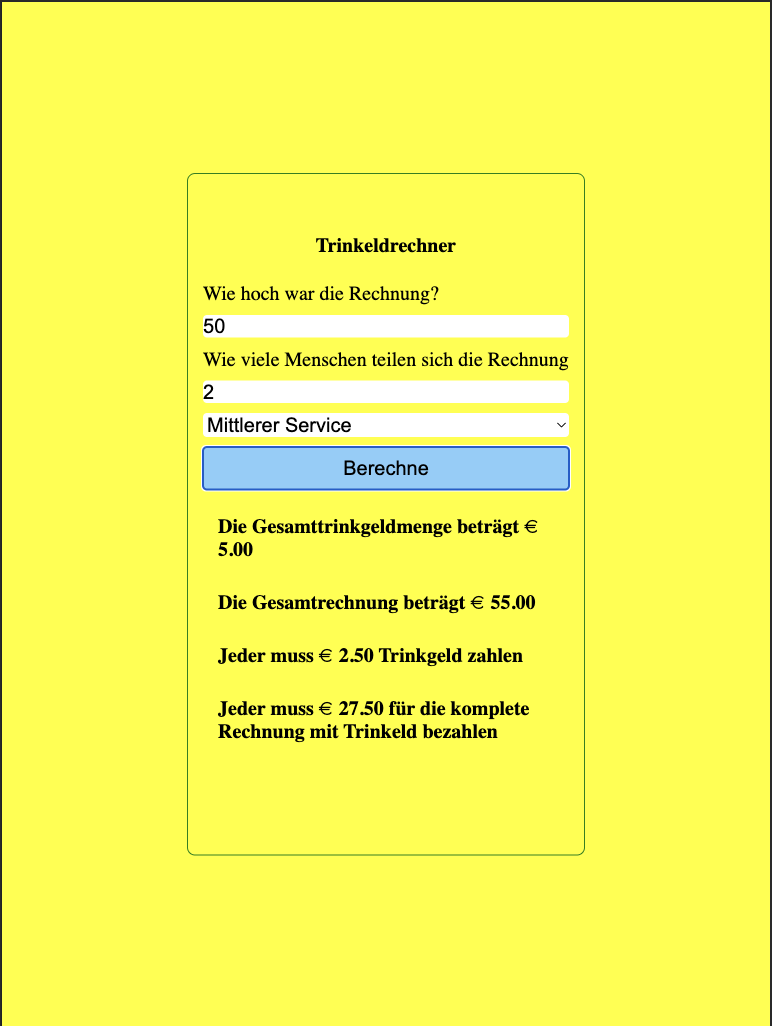 Trinkeldrechner
Wie hoch war die Rechnung?
50
Wie viele Menschen teilen sich die Rechnung
2
Mittlerer Service
Berechne
Die Gesamttrinkgeldmenge beträgt €
5.00
Die Gesamtrechnung beträgt € 55.00
Jeder muss € 2.50 Trinkgeld zahlen
Jeder muss € 27.50 für die komplete
Rechnung mit Trinkeld bezahlen